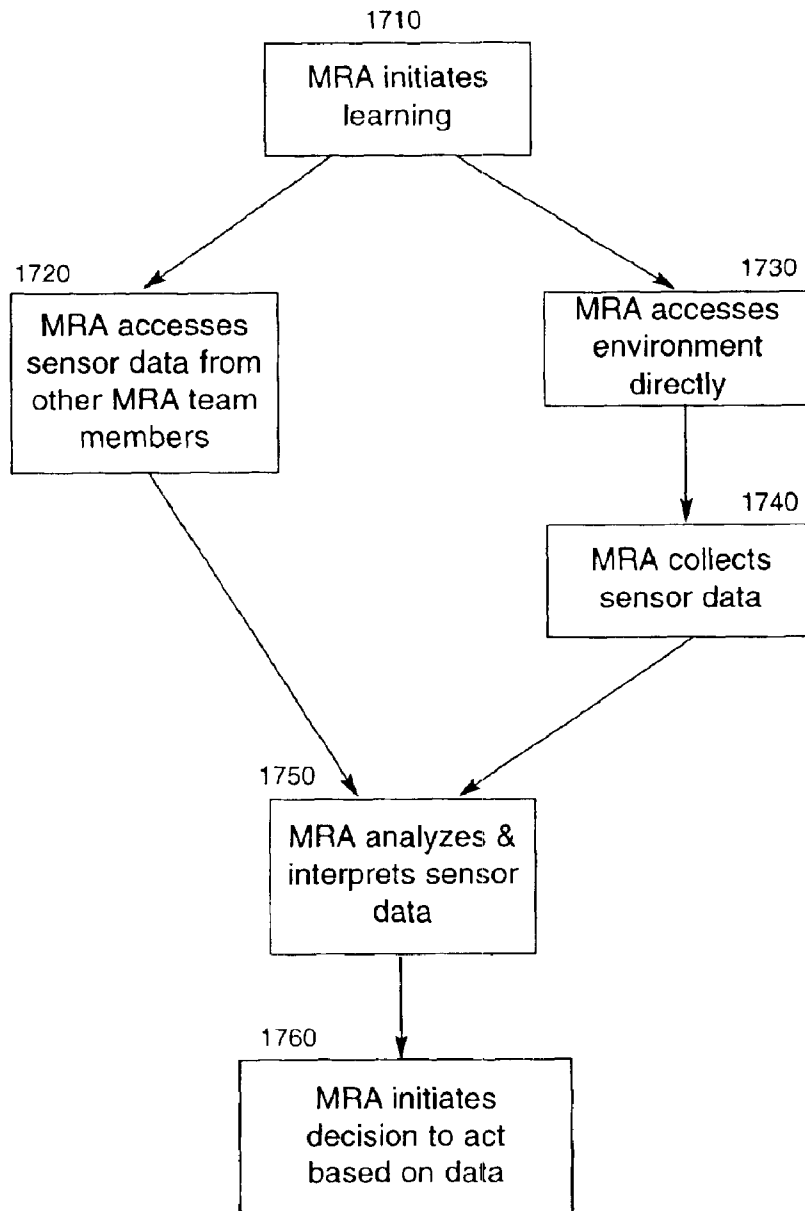 1710
MRA initiates
learning
1720
MRA accesses
sensor data from
other MRA team
members
1730
MRA accesses
environment
directly
1740
MRA collects
sensor data
1750
MRA analyzes &
interprets sensor
data
1760
MRA initiates
decision to act
based on data